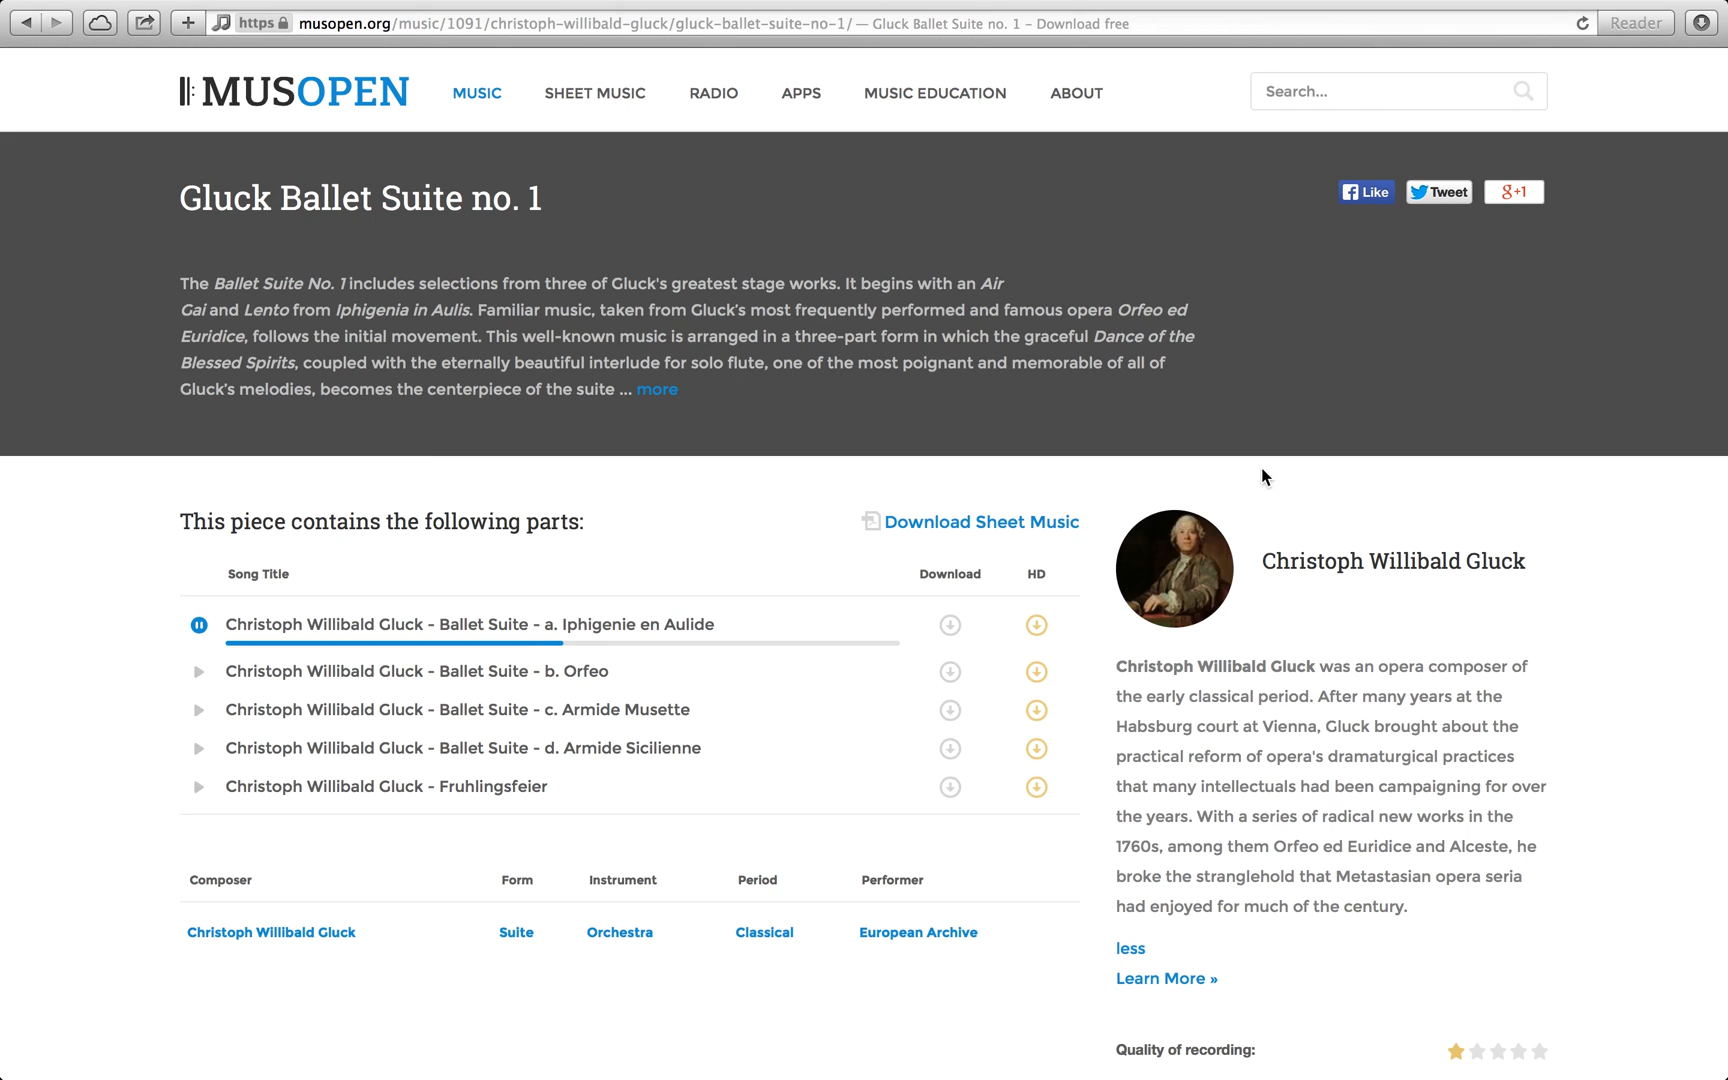 https musopen.org/music/1091/christoph-willibald-gluck/gluck-ballet-suite-no-1/ — Gluck Ballet Suite no. 1 – Download free
Reader
MUSOPEN
MUSIC SHEET MUSIC RADIO APPS MUSIC EDUCATION ABOUT
Search...
Gluck Ballet Suite no. 1
Like Tweet g+1
The Ballet Suite No. 1 includes selections from three of Gluck's greatest stage works. It begins with an Air
Gai and Lento from Iphigenia in Aulis. Familiar music, taken from Gluck’s most frequently performed and famous opera Orfeo ed
Euridice, follows the initial movement. This well-known music is arranged in a three-part form in which the graceful Dance of the
Blessed Spirits, coupled with the eternally beautiful interlude for solo flute, one of the most poignant and memorable of all of
Gluck’s melodies, becomes the centerpiece of the suite ... more
This piece contains the following parts:
Download Sheet Music
Song Title Download HD
Christoph Willibald Gluck - Ballet Suite - a. Iphigenie en Aulide
Christoph Willibald Gluck - Ballet Suite - b. Orfeo
Christoph Willibald Gluck - Ballet Suite - c. Armide Musette
Christoph Willibald Gluck - Ballet Suite - d. Armide Sicilienne
Christoph Willibald Gluck - Fruhlingsfeier
Composer Form Instrument Period Performer
Christoph Willibald Gluck Suite Orchestra Classical European Archive
Christoph Willibald Gluck
Christoph Willibald Gluck was an opera composer of
the early classical period. After many years at the
Habsburg court at Vienna, Gluck brought about the
practical reform of opera's dramaturgical practices
that many intellectuals had been campaigning for over
the years. With a series of radical new works in the
1760s, among them Orfeo ed Euridice and Alceste, he
broke the stranglehold that Metastasian opera seria
had enjoyed for much of the century.
less
Learn More »
Quality of recording: